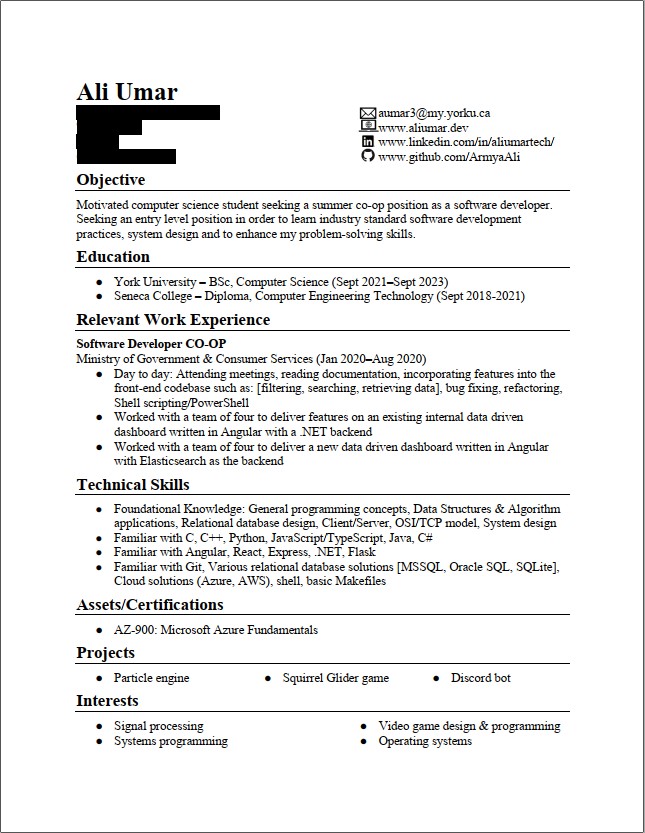 Ali Umar
aumar3@my.yorku.ca
www.aliumar.dev
www.linkedin.com/in/aliumartech/
www.github.com/ArmyaAli
Objective
Motivated computer science student seeking a summer co-op position as a software developer.
Seeking an entry level position in order to learn industry standard software development
practices, system design and to enhance my problem-solving skills.
Education
● York University – BSc, Computer Science (Sept 2021–Sept 2023)
● Seneca College – Diploma, Computer Engineering Technology (Sept 2018-2021)
Relevant Work Experience
Software Developer CO-OP
Ministry of Government & Consumer Services (Jan 2020–Aug 2020)
● Day to day: Attending meetings, reading documentation, incorporating features into the
front-end codebase such as: [filtering, searching, retrieving data], bug fixing, refactoring,
Shell scripting/PowerShell
● Worked with a team of four to deliver features on an existing internal data driven
dashboard written in Angular with a .NET backend
● Worked with a team of four to deliver a new data driven dashboard written in Angular
with Elasticsearch as the backend
Technical Skills
● Foundational Knowledge: General programming concepts, Data Structures & Algorithm
applications, Relational database design, Client/Server, OSI/TCP model, System design
● Familiar with C, C++, Python, JavaScript/TypeScript, Java, C#
● Familiar with Angular, React, Express, .NET, Flask
● Familiar with Git, Various relational database solutions [MSSQL, Oracle SQL, SQLite],
Cloud solutions (Azure, AWS), shell, basic Makefiles
Assets/Certifications
● AZ-900: Microsoft Azure Fundamentals
Projects
● Particle engine ● Squirrel Glider game ● Discord bot
Interests
● Signal processing ● Video game design & programming
● Systems programming ● Operating systems